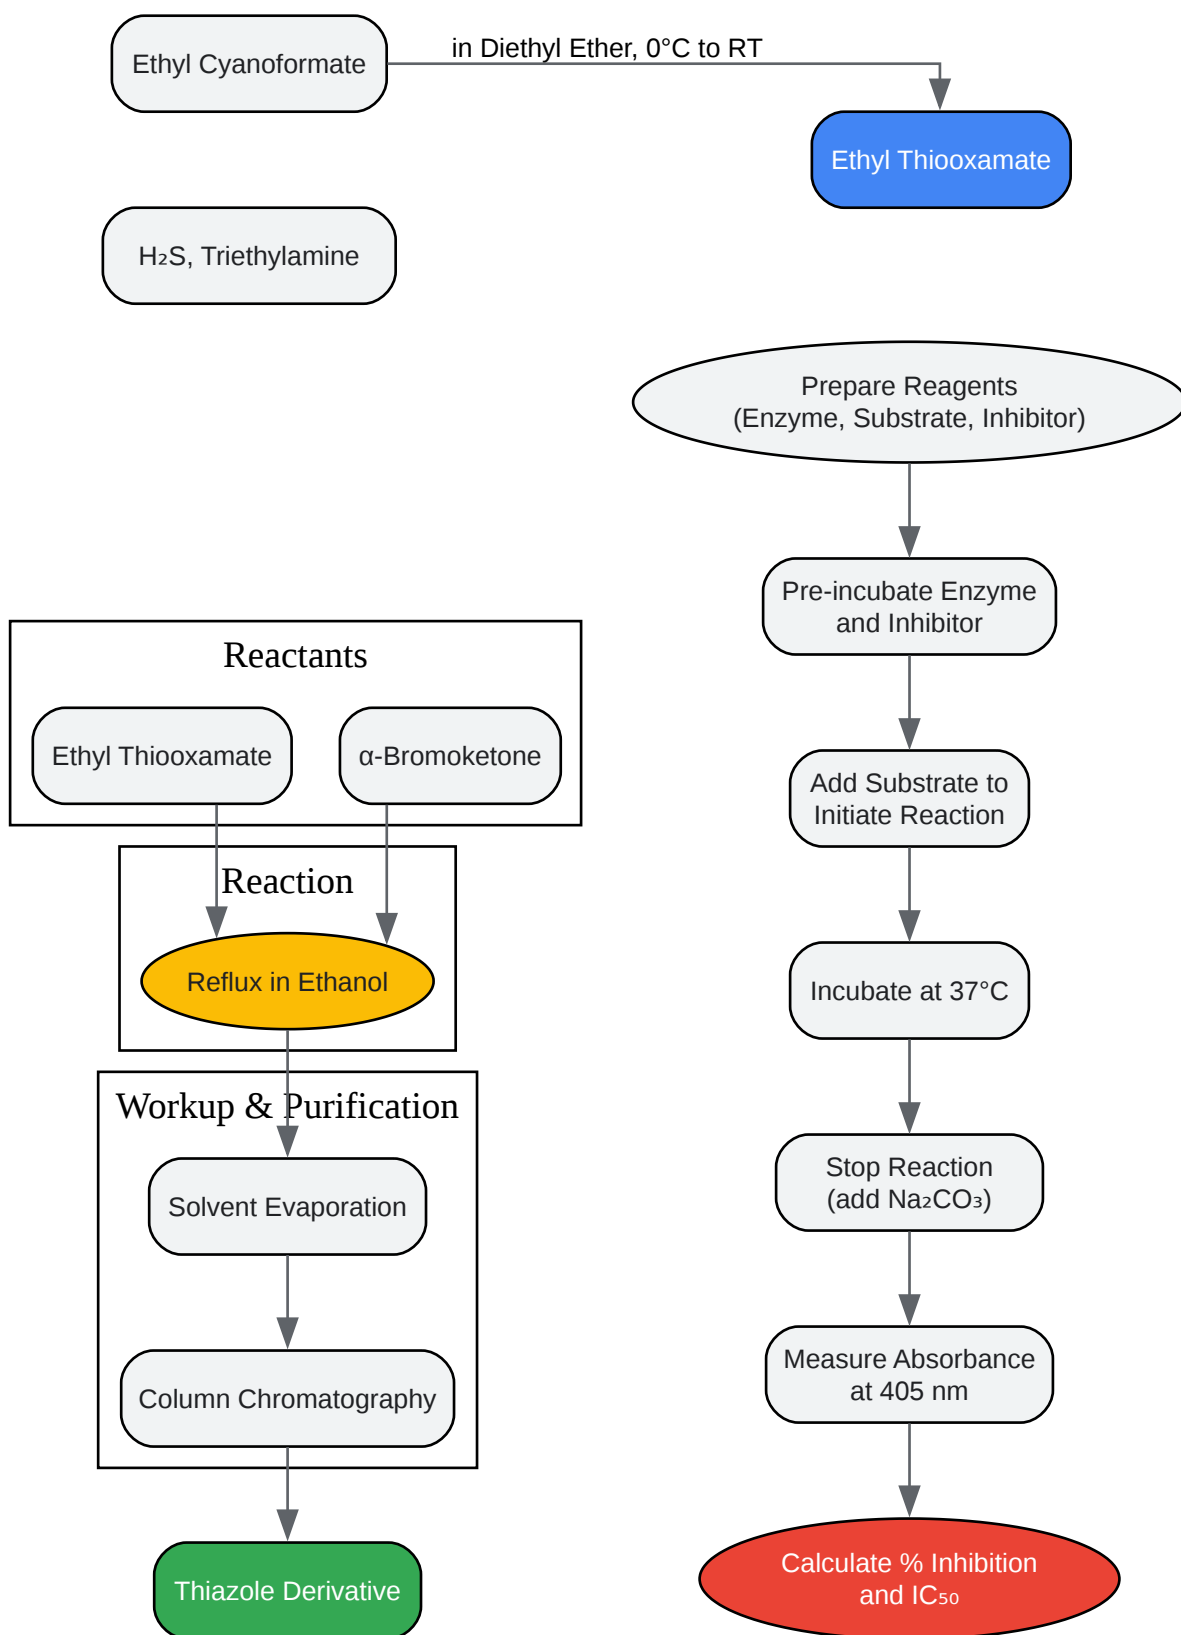 Ethyl Cyanoformate
in Diethyl Ether, 0°C to RT
Ethyl Thiooxamate
H₂S, Triethylamine
Reactants
Ethyl Thiooxamate
α-Bromoketone
Reaction
Reflux in Ethanol
Workup & Purification
Solvent Evaporation
Column Chromatography
Thiazole Derivative
Prepare Reagents
(Enzyme, Substrate, Inhibitor)
Pre-incubate Enzyme
and Inhibitor
Add Substrate to
Initiate Reaction
Incubate at 37°C
Stop Reaction
(add Na₂CO₃)
Measure Absorbance
at 405 nm
Calculate % Inhibition
and IC₅₀